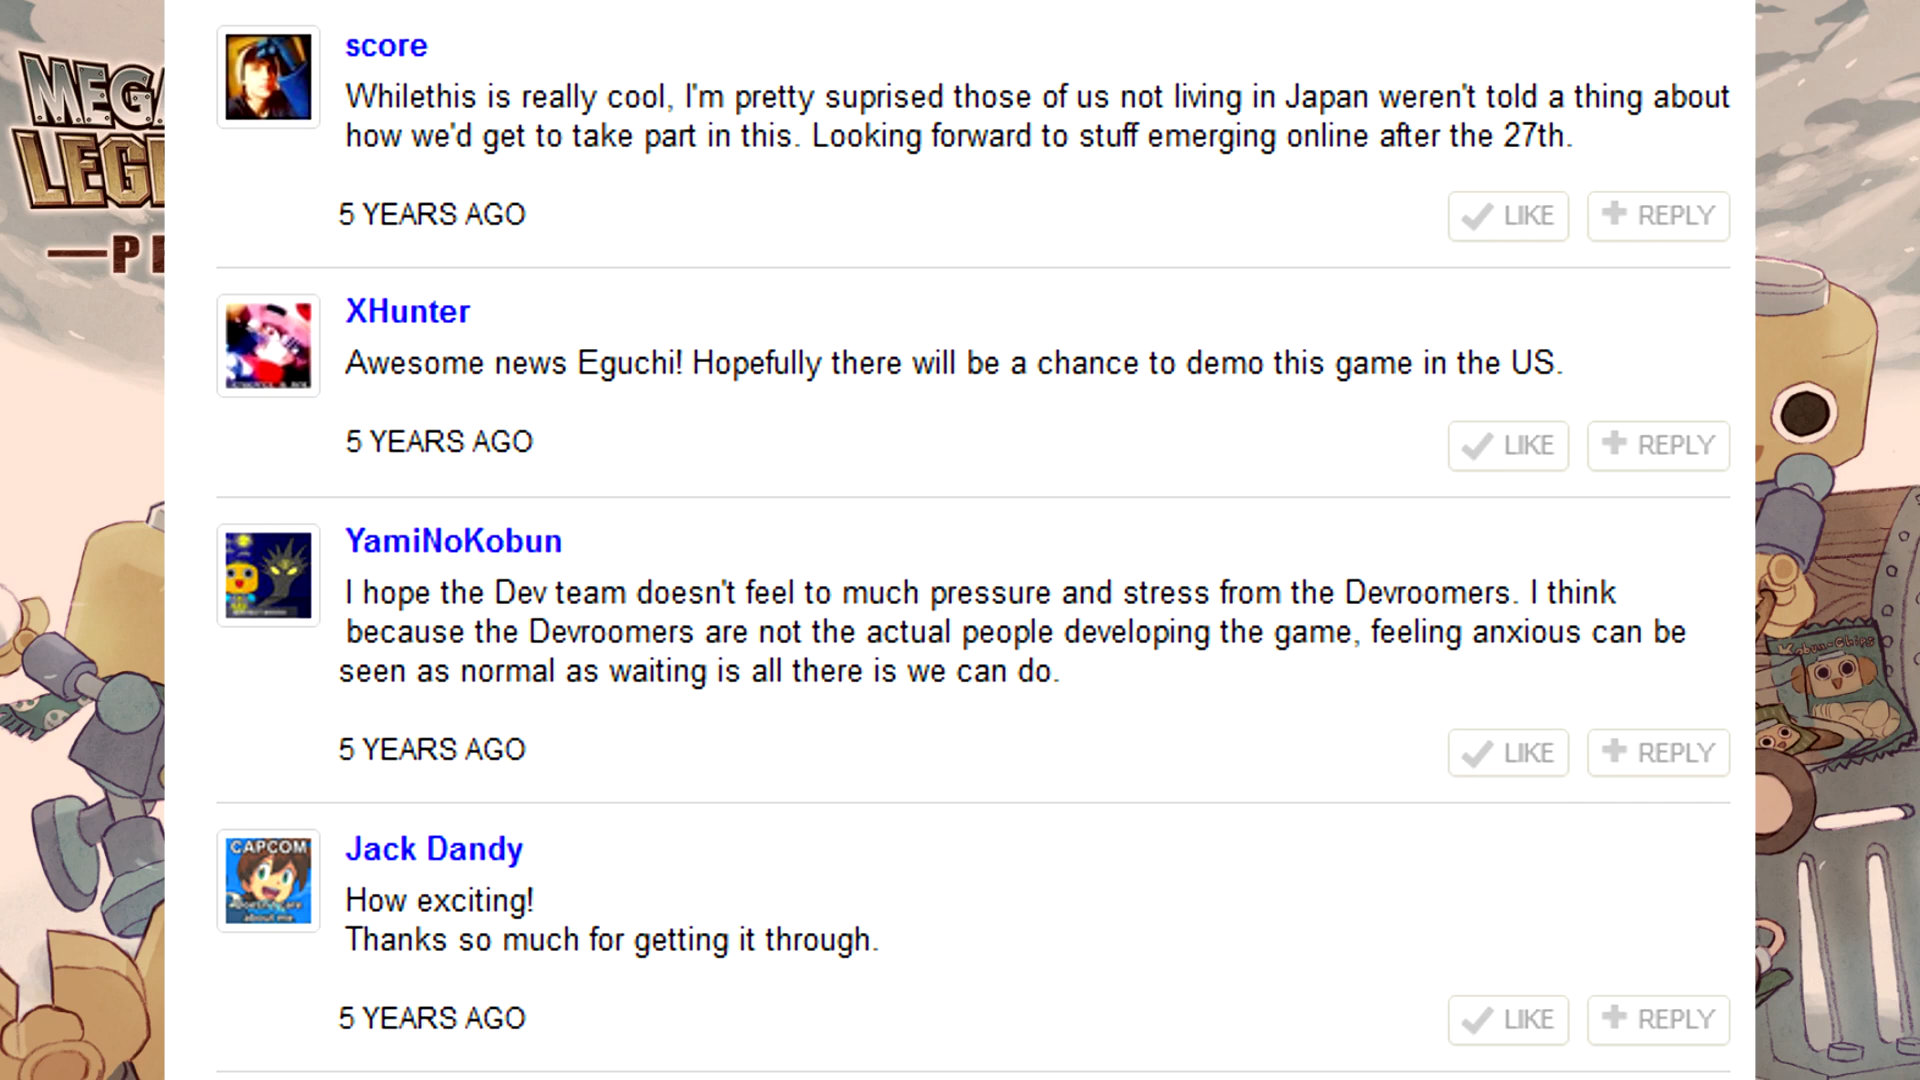 MEGA
LEGE
score
Whilethis is really cool, I'm pretty suprised those of us not living in Japan weren't told a thing about
how we'd get to take part in this. Looking forward to stuff emerging online after the 27th.
5 YEARS AGO
LIKE
REPLY
XHunter
Awesome news Eguchi! Hopefully there will be a chance to demo this game in the US.
5 YEARS AGO
LIKE
REPLY
YamiNoKobun
I hope the Dev team doesn't feel to much pressure and stress from the Devroomers. I think
because the Devroomers are not the actual people developing the game, feeling anxious can be
seen as normal as waiting is all there is we can do.
5 YEARS AGO
LIKE
REPLY
Kobun-Chips
Jack Dandy
CAPCOM
about me
How exciting!
Thanks so much for getting it through.
5 YEARS AGO
LIKE
REPLY